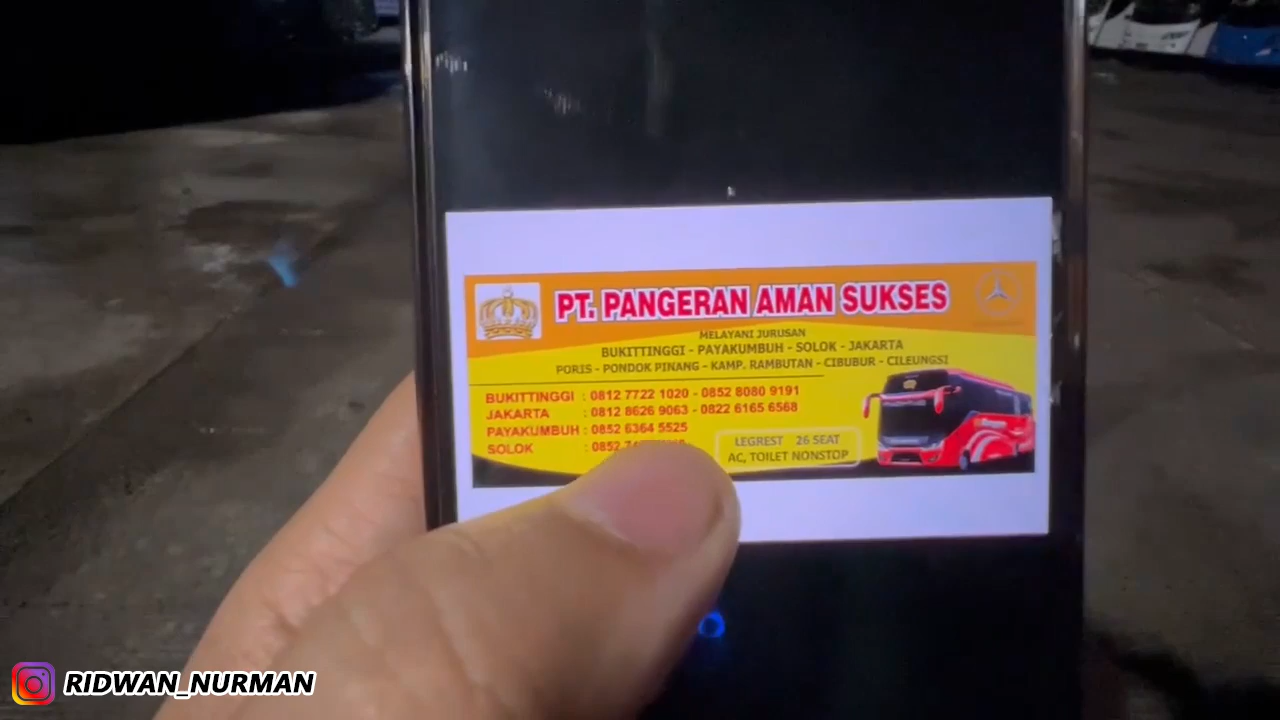 PT. PANGERAN AMAN SUKSES
MELAYANI JURUSAN
BUKITTINGGI - PAYAKUMBUH - SOLOK - JAKARTA
PORIS - PONDOK PINANG - KAMP. RAMBUTAN - CIBUBUR - CILEUNGSI
BUKITTINGGI : 0812 7722 1020 - 0852 8080 9191
JAKARTA : 0812 8626 9063 - 0822 6165 6568
PAYAKUMBUH : 0852 6364 5525
SOLOK : 0852
LEGREST 26 SEAT
AC, TOILET NONSTOP
RIDWAN_NURMAN